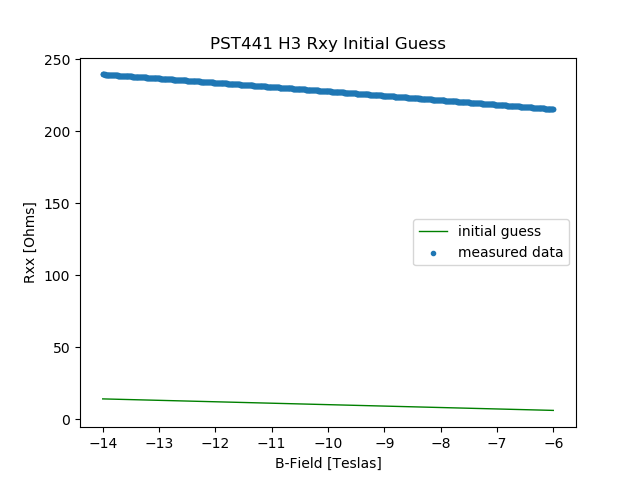 PST441 H3 Rxy Initial Guess
250
200
150
100
50
0
Rxx [Ohms]
initial guess
measured data
−14 −13 −12 −11 −10 −9 −8 −7 −6
B-Field [Teslas]